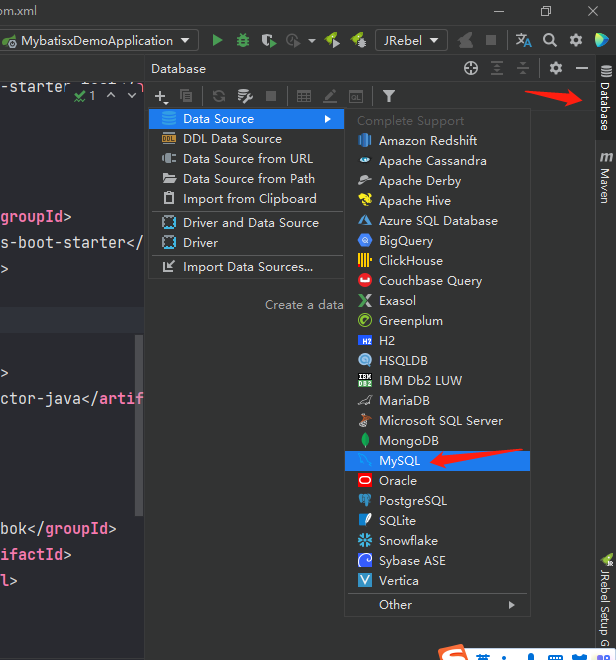 om.xml
MybatisxDemoApplication
JRebel
Database
1
Data Source
DDL Data Source
Data Source from URL
Data Source from Path
Import from Clipboard
Driver and Data Source
Driver
Import Data Sources...
Create a data
Complete Support
Amazon Redshift
Apache Cassandra
Apache Derby
Apache Hive
Azure SQL Database
BigQuery
ClickHouse
Couchbase Query
Exasol
Greenplum
H2
HSQLDB
IBM Db2 LUW
MariaDB
Microsoft SQL Server
MongoDB
MySQL
Oracle
PostgreSQL
SQLite
Snowflake
Sybase ASE
Vertica
Other
groupId>
s-boot-starter</
>
>
ctor-java</artif
bok</groupId>
ifactId>
l>
Database
Maven
JRebel Setup G
英